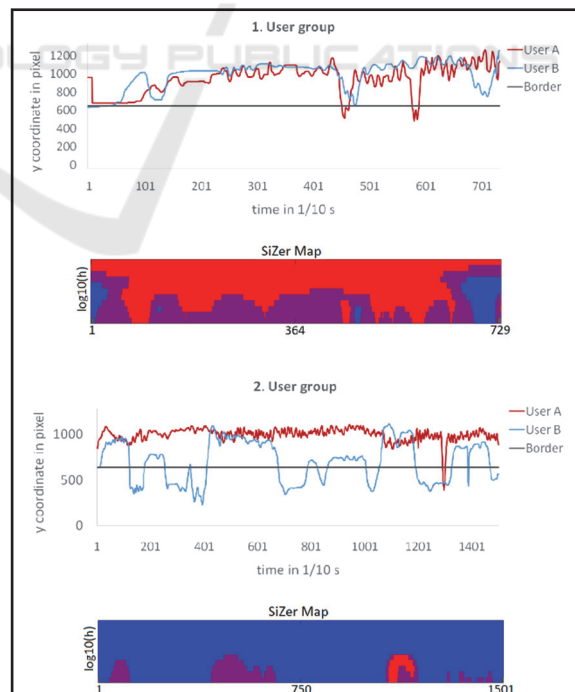 OLOGY PUBLICATIONS
1. User group
User A
User B
Border
y coordinate in pixel
1200
1000
800
600
400
200
0
1 101 201 301 401 501 601 701
time in 1/10 s
SiZer Map
log10(h)
1 364 729
2. User group
User A
User B
Border
y coordinate in pixel
1000
500
0
1 201 401 601 801 1001 1201 1401
time in 1/10 s
SiZer Map
log10(h)
1 750 1501